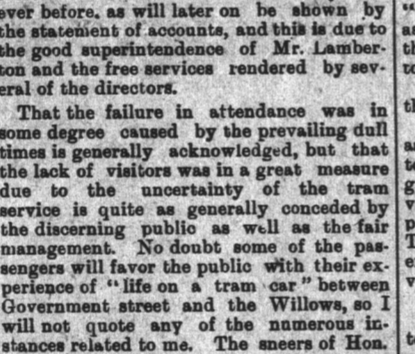 ever before, as will later on be shown by
the statement of accounts, and this is due to
the good superintendence of Mr. Lamber-
ton and the free services rendered by sev-
eral of the directors.
That the failure in attendance was in
some degree caused by the prevailing dull
times is generally acknowledged, but that
the lack of visitors was in a great measure
due to the uncertainty of the tram
service is quite as generally conceded by
the discerning public as well as the fair
management. No doubt some of the pas-
sengers will favor the public with their ex-
perience of "life on a tram car" between
Government street and the Willows, so I
will not quote any of the numerous in-
stances related to me. The sneers of Hon.